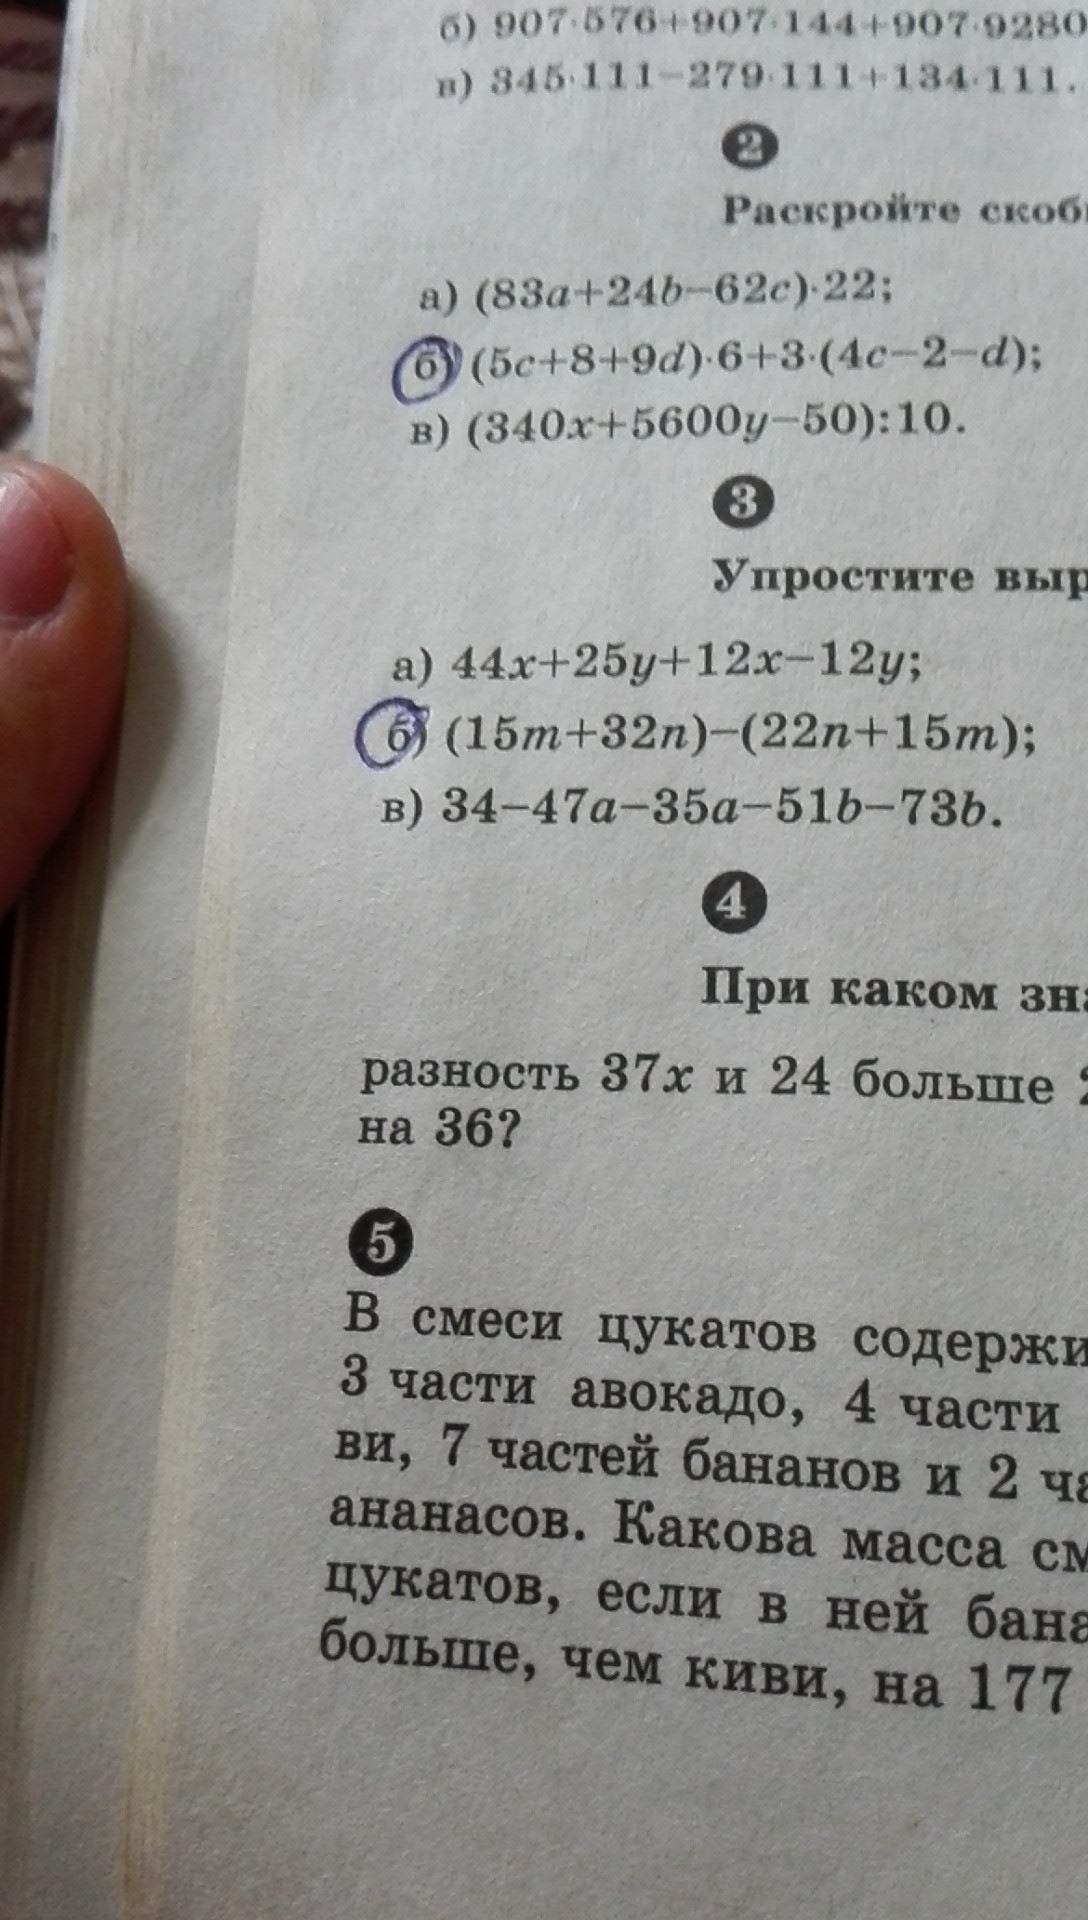 б) 907·576+907·144+907·9280
в) 345·111−279·111+134·111.
2
Раскройте
а) (83a+24b−62c)·22;
б) (5c+8+9d)·6+3·(4c−2−d);
в) (340x+5600y−50):10.
3
Упростите
а) 44x+25y+12x−12y;
б) (15m+32n)−(22n+15m);
в) 34−47a−35a−51b−73b.
4
При каком
разность 37x и 24 больше
на 36?
5
В смеси цукатов
3 части авокадо, 4 части
ви, 7 частей бананов и 2
ананасов. Какова масса
цукатов, если в ней
больше, чем киви, на 177